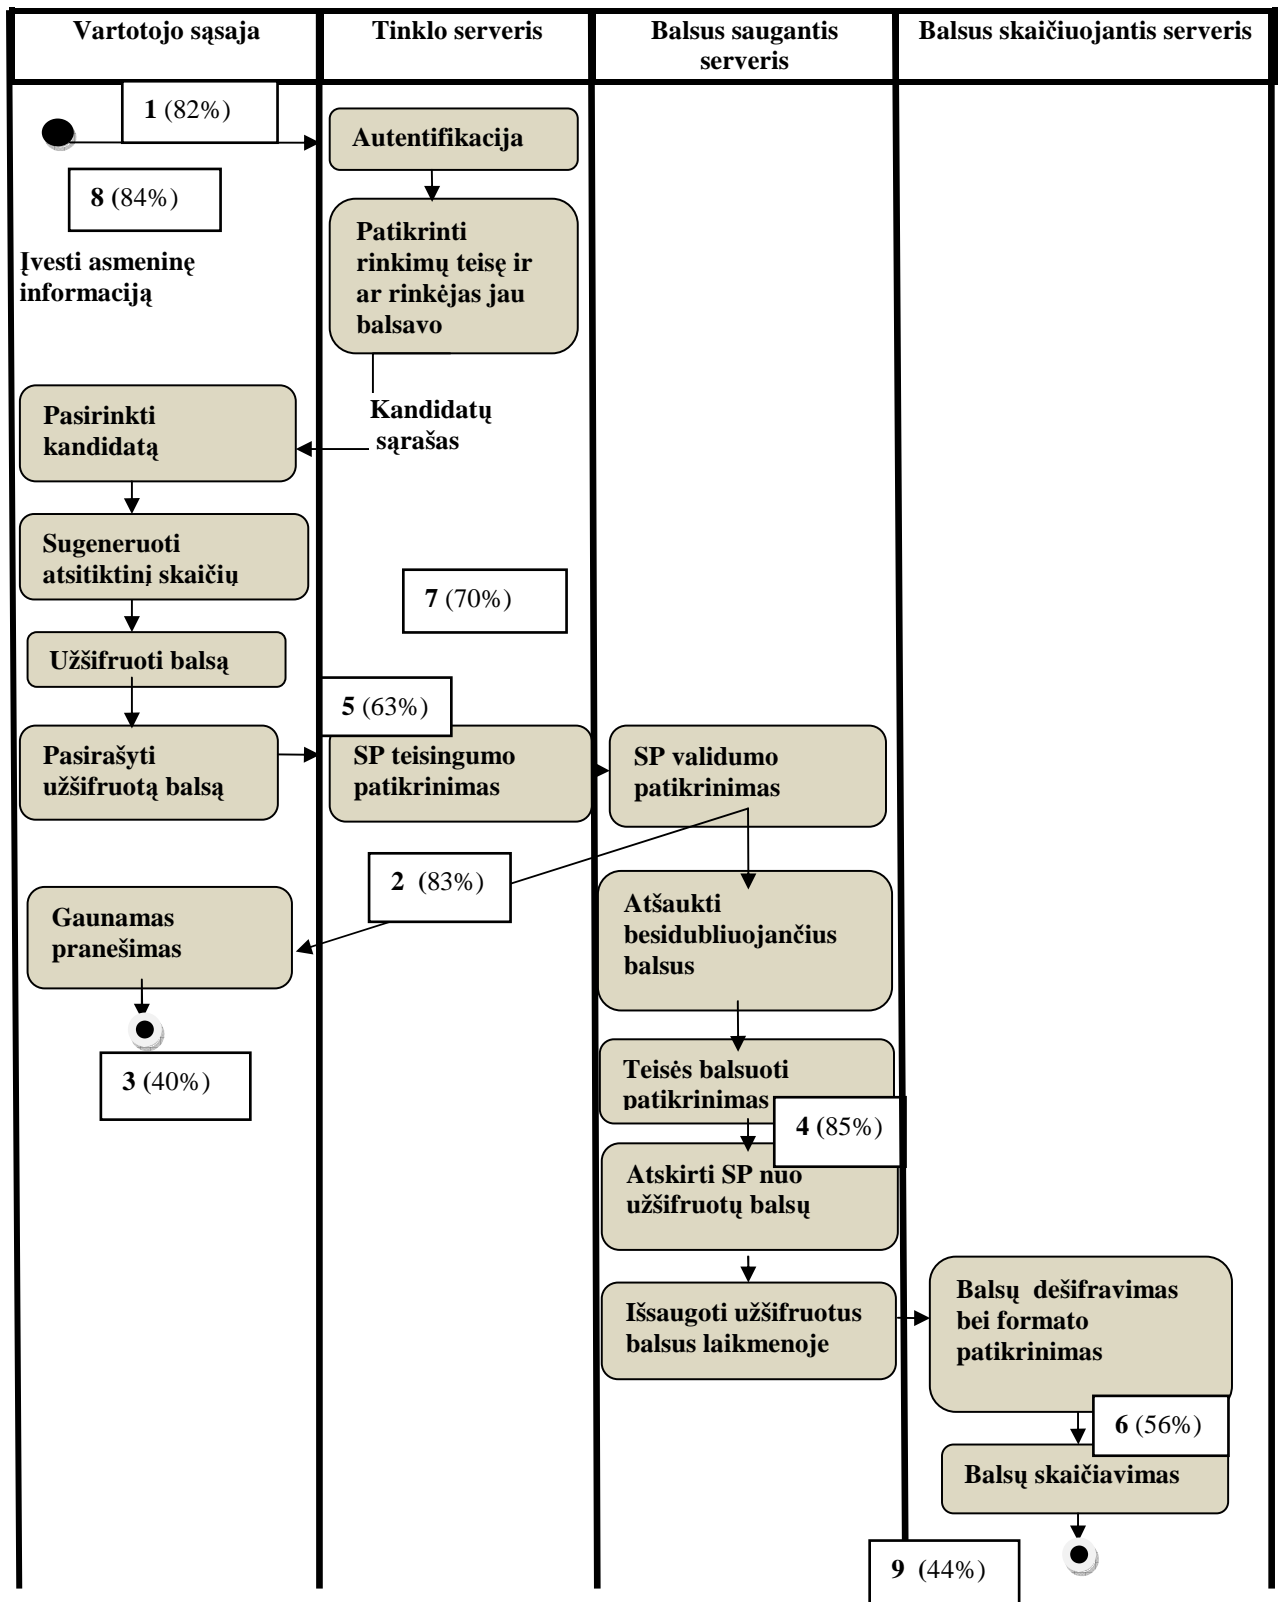 Vartotojo sąsaja
Tinklo serveris
Balsus saugantis
serveris
Balsus skaičiuojantis serveris
1 (82%)
Autentifikacija
8 (84%)
Patikrinti
rinkimų teisę ir
ar rinkėjas jau
balsavo
Įvesti asmeninę
informaciją
Kandidatų
sąrašas
Pasirinkti
kandidatą
Sugeneruoti
atsitiktinį skaičių
7 (70%)
Užšifruoti balsą
5 (63%)
Pasirašyti
užšifruotą balsą
SP teisingumo
patikrinimas
SP validumo
patikrinimas
2 (83%)
Gaunamas
pranešimas
Atšaukti
besidubliuojančius
balsus
3 (40%)
Teisės balsuoti
patikrinimas
4 (85%)
Atskirti SP nuo
užšifruotų balsų
Išsaugoti užšifruotus
balsus laikmenoje
Balsų dešifravimas
bei formato
patikrinimas
6 (56%)
Balsų skaičiavimas
9 (44%)